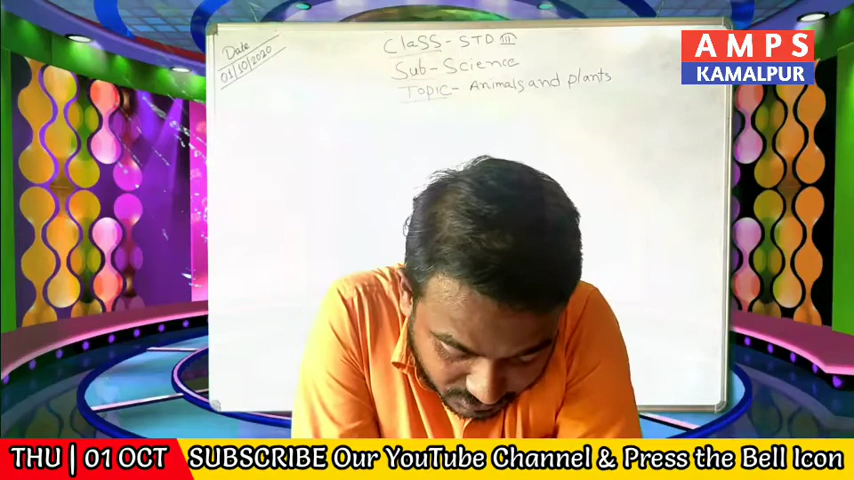 Date
01/10/2020
Class - STD III
Sub - Science
Topic - Animals and plants
AMPS
KAMALPUR
THU | 01 OCT SUBSCRIBE Our YouTube Channel & Press the Bell Icon